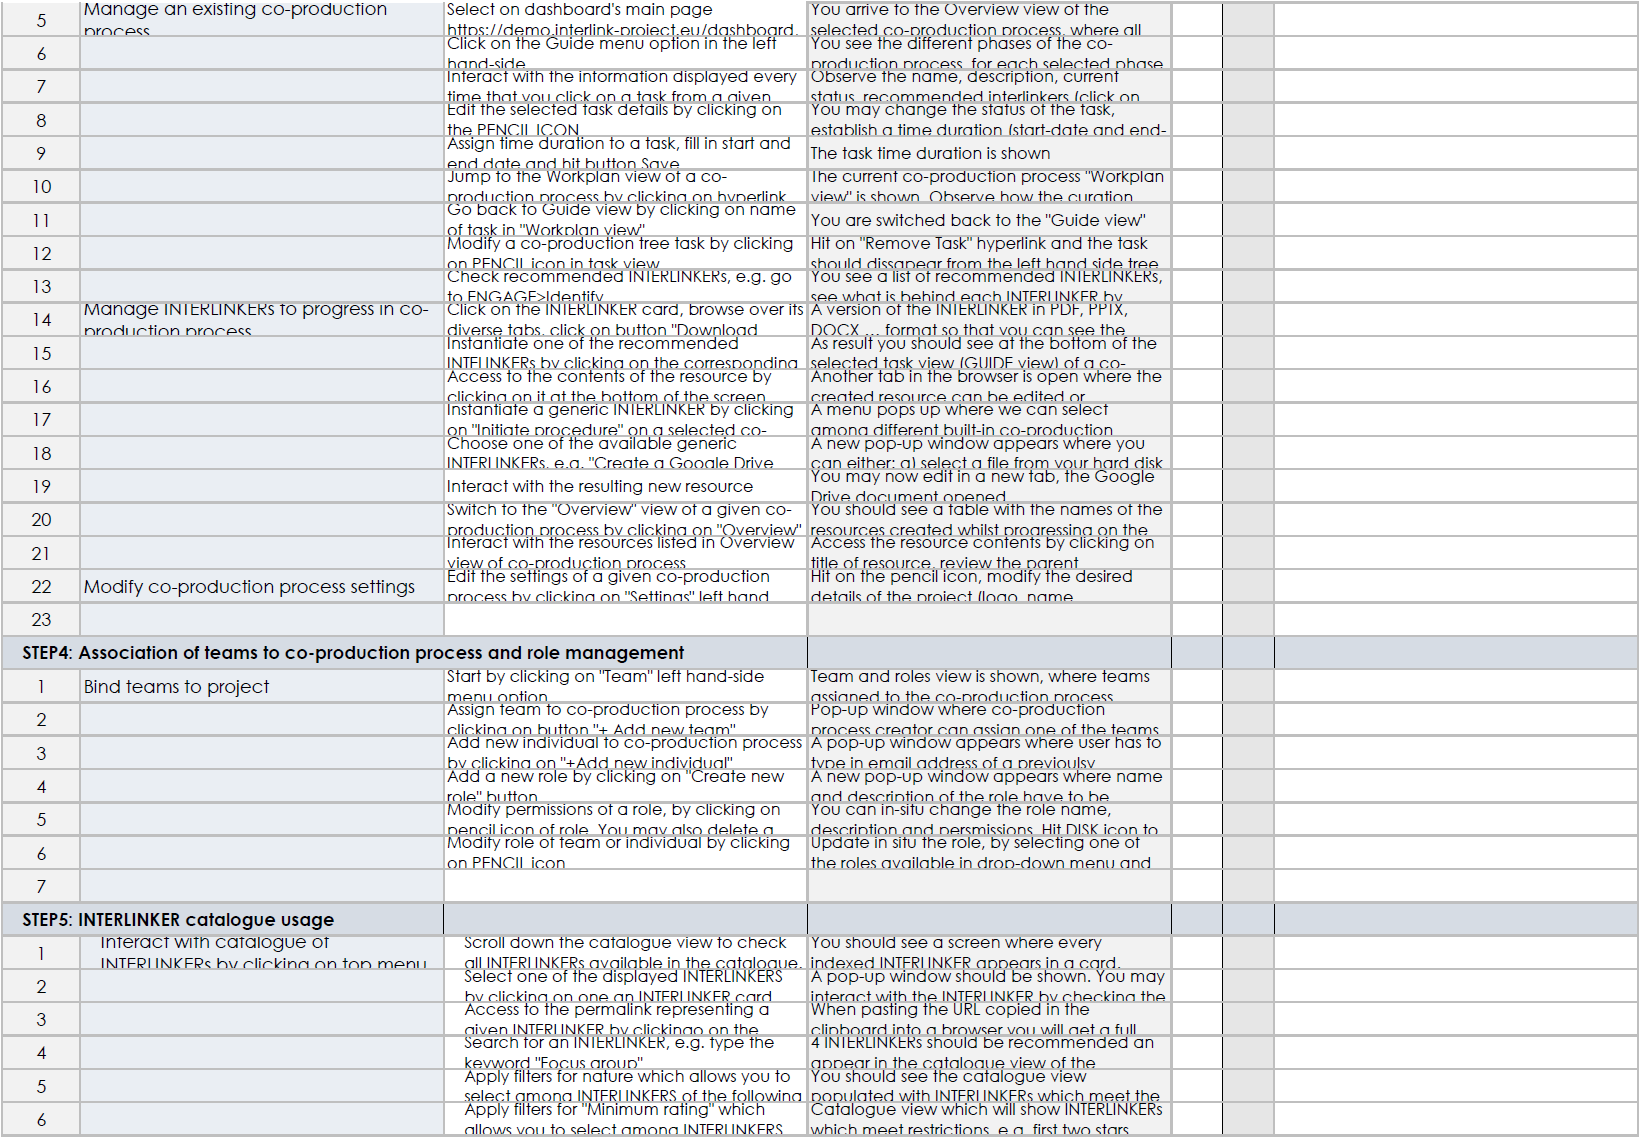 5
Manage an existing co-production
process
Select on dashboard's main page
https://demo.interlink-project.eu/dashboard,
You arrive to the Overview view of the
selected co-production process, where all
6
Click on the Guide menu option in the left
hand-side
You see the different phases of the co-
production process, for each selected phase
7
Interact with the information displayed every
time that you click on a task from a given
Observe the name, description, current
status, recommended interlinkers (click on
8
Edit the selected task details by clicking on
the PENCIL ICON
You may change the status of the task,
establish a time duration (start-date and end-
9
Assign time duration to a task, fill in start and
end date and hit button Save
The task time duration is shown
10
Jump to the Workplan view of a co-
production process by clicking on hyperlink
The current co-production process "Workplan
view" is shown. Observe how the curation
11
Go back to Guide view by clicking on name
of task in "Workplan view"
You are switched back to the "Guide view"
12
Modify a co-production tree task by clicking
on PENCIL icon in task view
Hit on "Remove Task" hyperlink and the task
should dissapear from the left hand side tree
13
Check recommended INTERLINKERs, e.g. go
to ENGAGE>Identify
You see a list of recommended INTERLINKERs,
see what is behind each INTERLINKER by
14
Manage INTERLINKERs to progress in co-
production process
Click on the INTERLINKER card, browse over its
diverse tabs, click on button "Download
A version of the INTERLINKER in PDF, PPTX,
DOCX … format so that you can see the
15
Instantiate one of the recommended
INTELINKERs by clicking on the corresponding
As result you should see at the bottom of the
selected task view (GUIDE view) of a co-
16
Access to the contents of the resource by
clicking on it at the bottom of the screen
Another tab in the browser is open where the
created resource can be edited or
17
Instantiate a generic INTERLINKER by clicking
on "Initiate procedure" on a selected co-
A menu pops up where we can select
among different built-in co-production
18
Choose one of the available generic
INTERLINKERs, e.g. "Create a Google Drive
A new pop-up window appears where you
can either: a) select a file from your hard disk
19
Interact with the resulting new resource
You may now edit in a new tab, the Google
Drive document opened
20
Switch to the "Overview" view of a given co-
production process by clicking on "Overview"
You should see a table with the names of the
resources created whilst progressing on the
21
Interact with the resources listed in Overview
view of co-production process
Access the resource contents by clicking on
title of resource, review the parent
22
Modify co-production process settings
Edit the settings of a given co-production
process by clicking on "Settings" left hand
Hit on the pencil icon, modify the desired
details of the project (logo, name,
23
STEP4: Association of teams to co-production process and role management
1
Bind teams to project
Start by clicking on "Team" left hand-side
menu option
Team and roles view is shown, where teams
assigned to the co-production process
2
Assign team to co-production process by
clicking on button "+ Add new team"
Pop-up window where co-production
process creator can assign one of the teams
3
Add new individual to co-production process
by clicking on "+Add new individual"
A pop-up window appears where user has to
type in email address of a previoulsy
4
Add a new role by clicking on "Create new
role" button
A new pop-up window appears where name
and description of the role have to be
5
Modify permissions of a role, by clicking on
pencil icon of role. You may also delete a
You can in-situ change the role name,
description and persmissions. Hit DISK icon to
6
Modify role of team or individual by clicking
on PENCIL icon
Update in situ the role, by selecting one of
the roles available in drop-down menu and
7
STEP5: INTERLINKER catalogue usage
1
Interact with catalogue of
INTERLINKERs by clicking on top menu
Scroll down the catalogue view to check
all INTERLINKERs available in the catalogue.
You should see a screen where every
indexed INTERLINKER appears in a card.
2
Select one of the displayed INTERLINKERS
by clicking on one an INTERLINKER card
A pop-up window should be shown. You may
interact with the INTERLINKER by checking the
3
Access to the permalink representing a
given INTERLINKER by clickingo on the
When pasting the URL copied in the
clipboard into a browser you will get a full
4
Search for an INTERLINKER, e.g. type the
keyword "Focus group"
4 INTERLINKERs should be recommended an
appear in the catalogue view of the
5
Apply filters for nature which allows you to
select among INTERLINKERS of the following
You should see the catalogue view
populated with INTERLINKERs which meet the
6
Apply filters for "Minimum rating" which
allows you to select among INTERLINKERS
Catalogue view which will show INTERLINKERs
which meet restrictions, e.g. first two stars